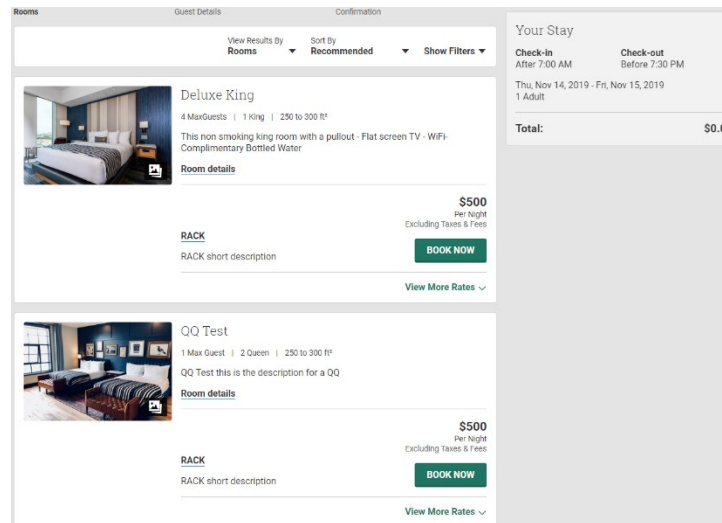 Rooms
Guest Details
Confirmation
View Results By
Rooms
Sort By
Recommended
Show Filters
Deluxe King
4 MaxGuests | 1 King | 250 to 300 ft²
This non smoking king room with a pullout - Flat screen TV - WiFi-
Complimentary Bottled Water
Room details
$500
Per Night
Excluding Taxes & Fees
RACK
RACK short description
BOOK NOW
View More Rates
QQ Test
1 Max Guest | 2 Queen | 250 to 300 ft²
QQ Test this is the description for a QQ
Room details
$500
Per Night
Excluding Taxes & Fees
RACK
RACK short description
BOOK NOW
View More Rates
Your Stay
Check-in
After 7:00 AM
Check-out
Before 7:30 PM
Thu, Nov 14, 2019 - Fri, Nov 15, 2019
1 Adult
Total: